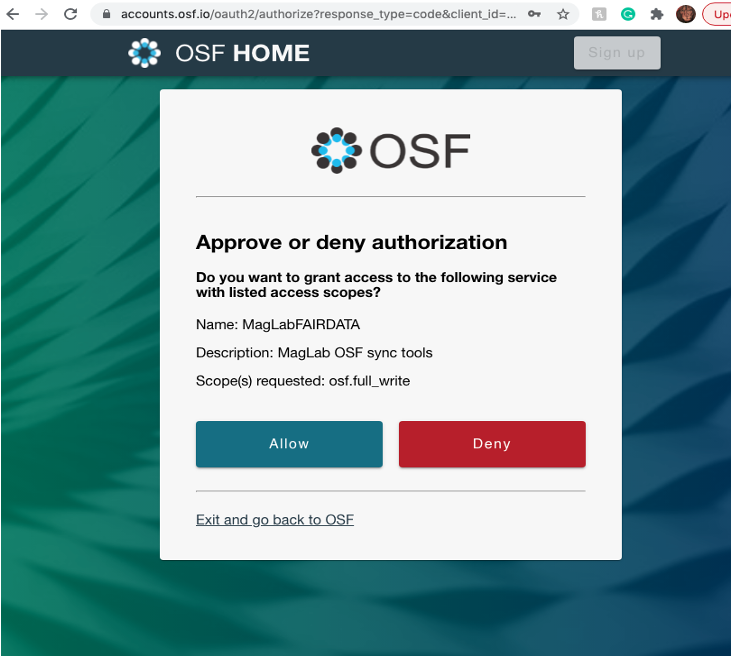 accounts.osf.io/oauth2/authorize?response_type=code&client_id=...
OSF HOME
Sign up
OSF
Approve or deny authorization
Do you want to grant access to the following service
with listed access scopes?
Name: MagLabFAIRDATA
Description: MagLab OSF sync tools
Scope(s) requested: osf.full_write
Allow
Deny
Exit and go back to OSF